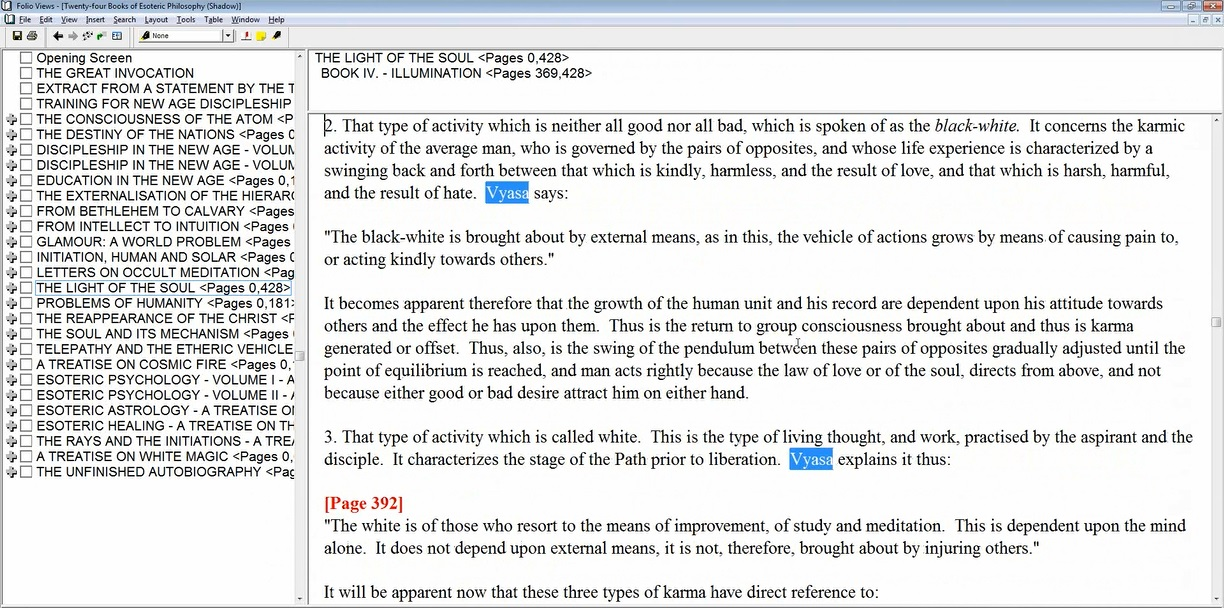 Folio Views - [Twenty-four Books of Esoteric Philosophy (Shadow)]
File Edit View Insert Search Layout Tools Table Window Help
None
Opening Screen
THE GREAT INVOCATION
EXTRACT FROM A STATEMENT BY THE T
TRAINING FOR NEW AGE DISCIPLESHIP
THE CONSCIOUSNESS OF THE ATOM <P
THE DESTINY OF THE NATIONS <Pages 0
DISCIPLESHIP IN THE NEW AGE - VOLUM
DISCIPLESHIP IN THE NEW AGE - VOLUM
EDUCATION IN THE NEW AGE <Pages 0,1
THE EXTERNALISATION OF THE HIERAR
FROM BETHLEHEM TO CALVARY <Pages
FROM INTELLECT TO INTUITION <Pages
GLAMOUR: A WORLD PROBLEM <Pages
INITIATION, HUMAN AND SOLAR <Pages 0
LETTERS ON OCCULT MEDITATION <Pag
THE LIGHT OF THE SOUL <Pages 0,428>
PROBLEMS OF HUMANITY <Pages 0,181>
THE REAPPEARANCE OF THE CHRIST <P
THE SOUL AND ITS MECHANISM <Pages
TELEPATHY AND THE ETHERIC VEHICLE
A TREATISE ON COSMIC FIRE <Pages 0,
ESOTERIC PSYCHOLOGY - VOLUME I - A
ESOTERIC PSYCHOLOGY - VOLUME II - A
ESOTERIC ASTROLOGY - A TREATISE ON
ESOTERIC HEALING - A TREATISE ON TH
THE RAYS AND THE INITIATIONS - A TREA
A TREATISE ON WHITE MAGIC <Pages 0,
THE UNFINISHED AUTOBIOGRAPHY <Pag
THE LIGHT OF THE SOUL <Pages 0,428>
BOOK IV. - ILLUMINATION <Pages 369,428>
2. That type of activity which is neither all good nor all bad, which is spoken of as the black-white. It concerns the karmic
activity of the average man, who is governed by the pairs of opposites, and whose life experience is characterized by a
swinging back and forth between that which is kindly, harmless, and the result of love, and that which is harsh, harmful,
and the result of hate. Vyasa says:
"The black-white is brought about by external means, as in this, the vehicle of actions grows by means of causing pain to,
or acting kindly towards others."
It becomes apparent therefore that the growth of the human unit and his record are dependent upon his attitude towards
others and the effect he has upon them. Thus is the return to group consciousness brought about and thus is karma
generated or offset. Thus, also, is the swing of the pendulum between these pairs of opposites gradually adjusted until the
point of equilibrium is reached, and man acts rightly because the law of love or of the soul, directs from above, and not
because either good or bad desire attract him on either hand.
3. That type of activity which is called white. This is the type of living thought, and work, practised by the aspirant and the
disciple. It characterizes the stage of the Path prior to liberation. Vyasa explains it thus:
[Page 392]
"The white is of those who resort to the means of improvement, of study and meditation. This is dependent upon the mind
alone. It does not depend upon external means, it is not, therefore, brought about by injuring others."
It will be apparent now that these three types of karma have direct reference to: